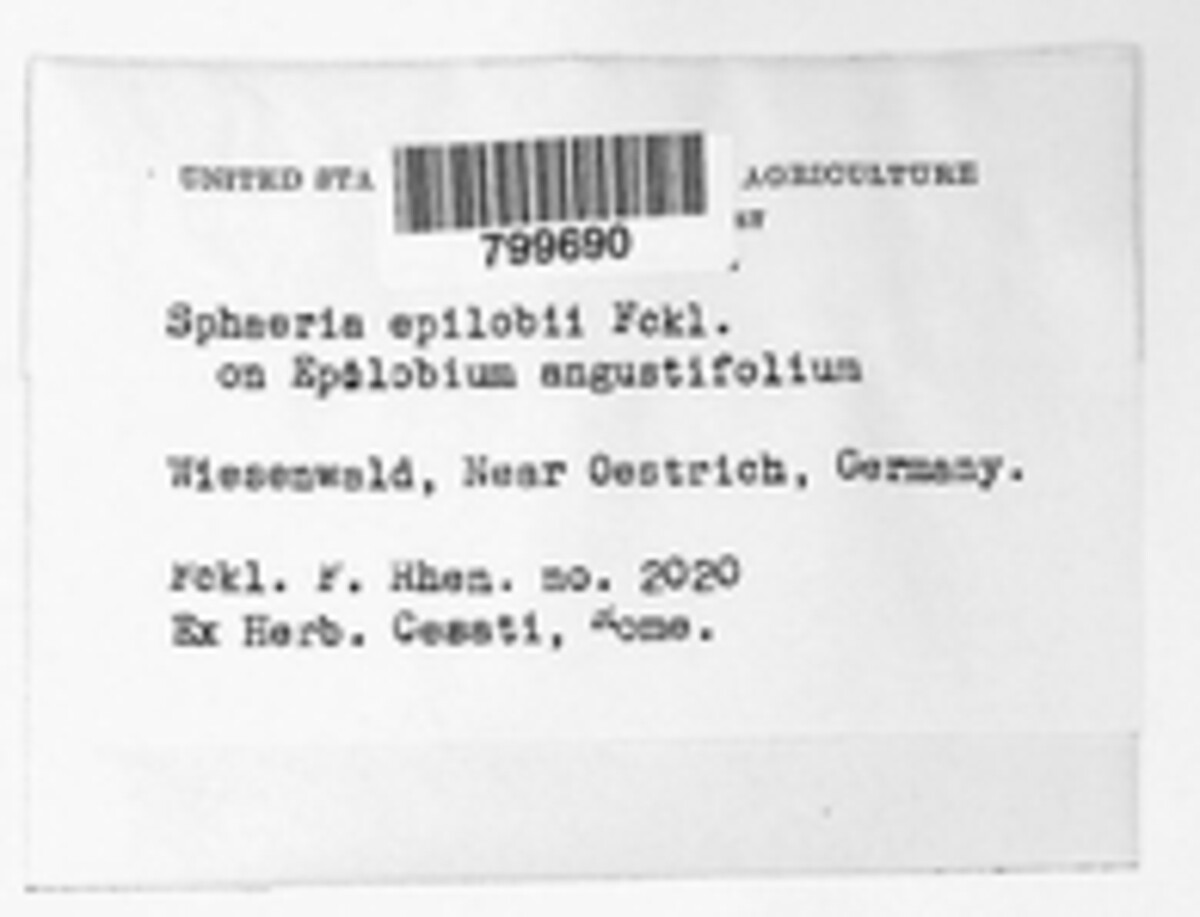 UNITED STA AGRICULTURE
799690
Sphaeria epilobii Fckl.
on Epilobium angustifolium
Wiesenwald, Near Oestrich, Germany.
Fckl. F. Rhen. no. 2020
Ex Herb. Cesati, Rome.